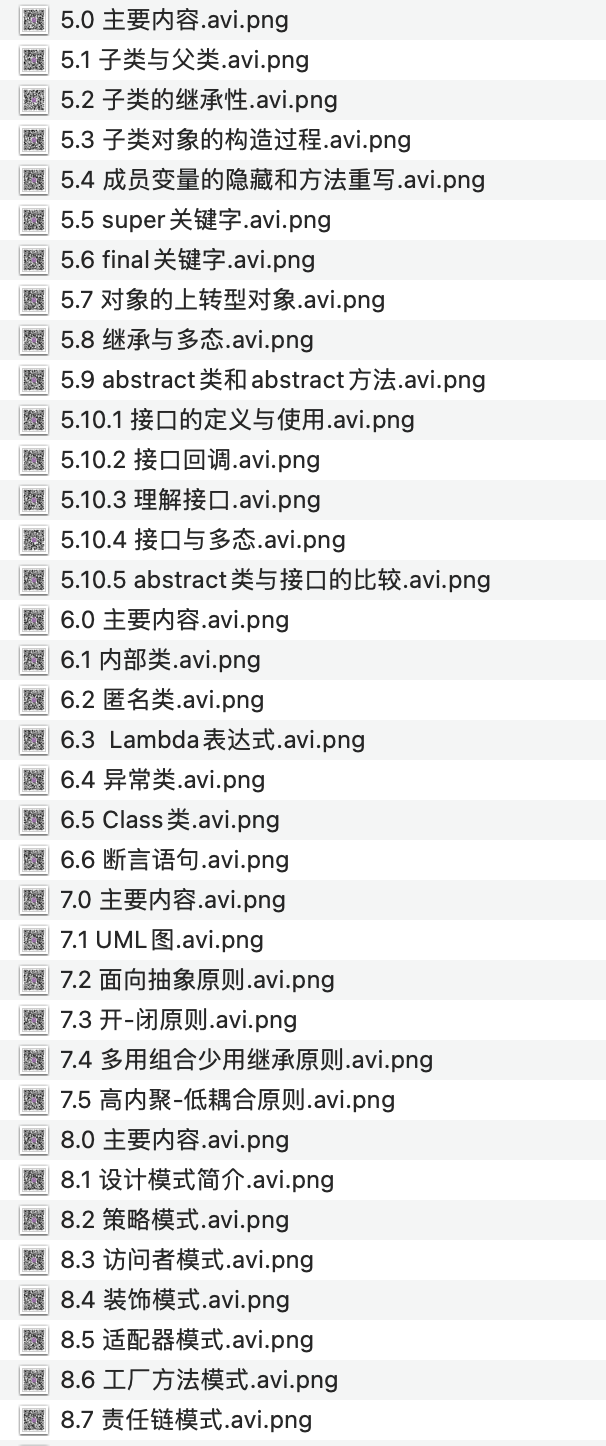 5.0 主要内容.avi.png
5.1 子类与父类.avi.png
5.2 子类的继承性.avi.png
5.3 子类对象的构造过程.avi.png
5.4 成员变量的隐藏和方法重写.avi.png
5.5 super关键字.avi.png
5.6 final关键字.avi.png
5.7 对象的上转型对象.avi.png
5.8 继承与多态.avi.png
5.9 abstract类和abstract方法.avi.png
5.10.1 接口的定义与使用.avi.png
5.10.2 接口回调.avi.png
5.10.3 理解接口.avi.png
5.10.4 接口与多态.avi.png
5.10.5 abstract类与接口的比较.avi.png
6.0 主要内容.avi.png
6.1 内部类.avi.png
6.2 匿名类.avi.png
6.3  Lambda表达式.avi.png
6.4 异常类.avi.png
6.5 Class类.avi.png
6.6 断言语句.avi.png
7.0 主要内容.avi.png
7.1 UML图.avi.png
7.2 面向抽象原则.avi.png
7.3 开-闭原则.avi.png
7.4 多用组合少用继承原则.avi.png
7.5 高内聚-低耦合原则.avi.png
8.0 主要内容.avi.png
8.1 设计模式简介.avi.png
8.2 策略模式.avi.png
8.3 访问者模式.avi.png
8.4 装饰模式.avi.png
8.5 适配器模式.avi.png
8.6 工厂方法模式.avi.png
8.7 责任链模式.avi.png